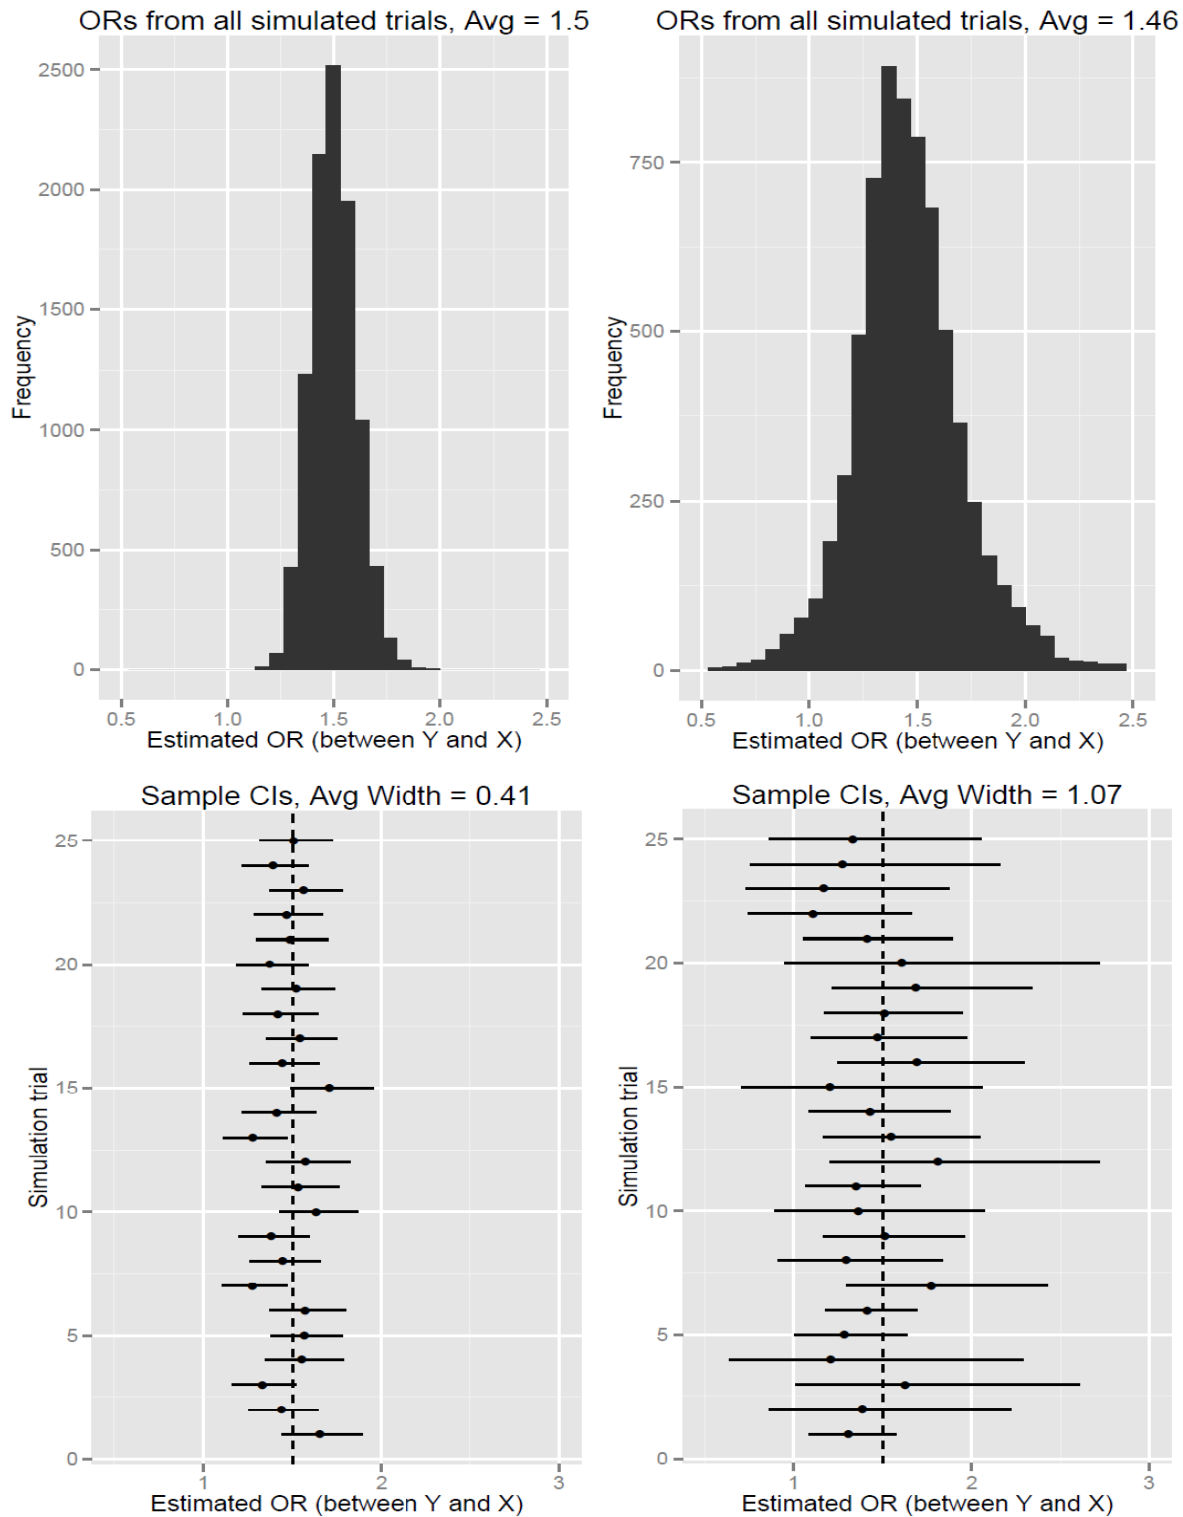 ORs from all simulated trials, Avg = 1.5
2500
2000
1500
1000
500
0
Frequency
0.5 1.0 1.5 2.0 2.5
Estimated OR (between Y and X)
ORs from all simulated trials, Avg = 1.46
750
500
250
0
Frequency
0.5 1.0 1.5 2.0 2.5
Estimated OR (between Y and X)
Sample CIs, Avg Width = 0.41
25
20
15
10
5
0
Simulation trial
1 2 3
Estimated OR (between Y and X)
Sample CIs, Avg Width = 1.07
25
20
15
10
5
0
Simulation trial
1 2 3
Estimated OR (between Y and X)